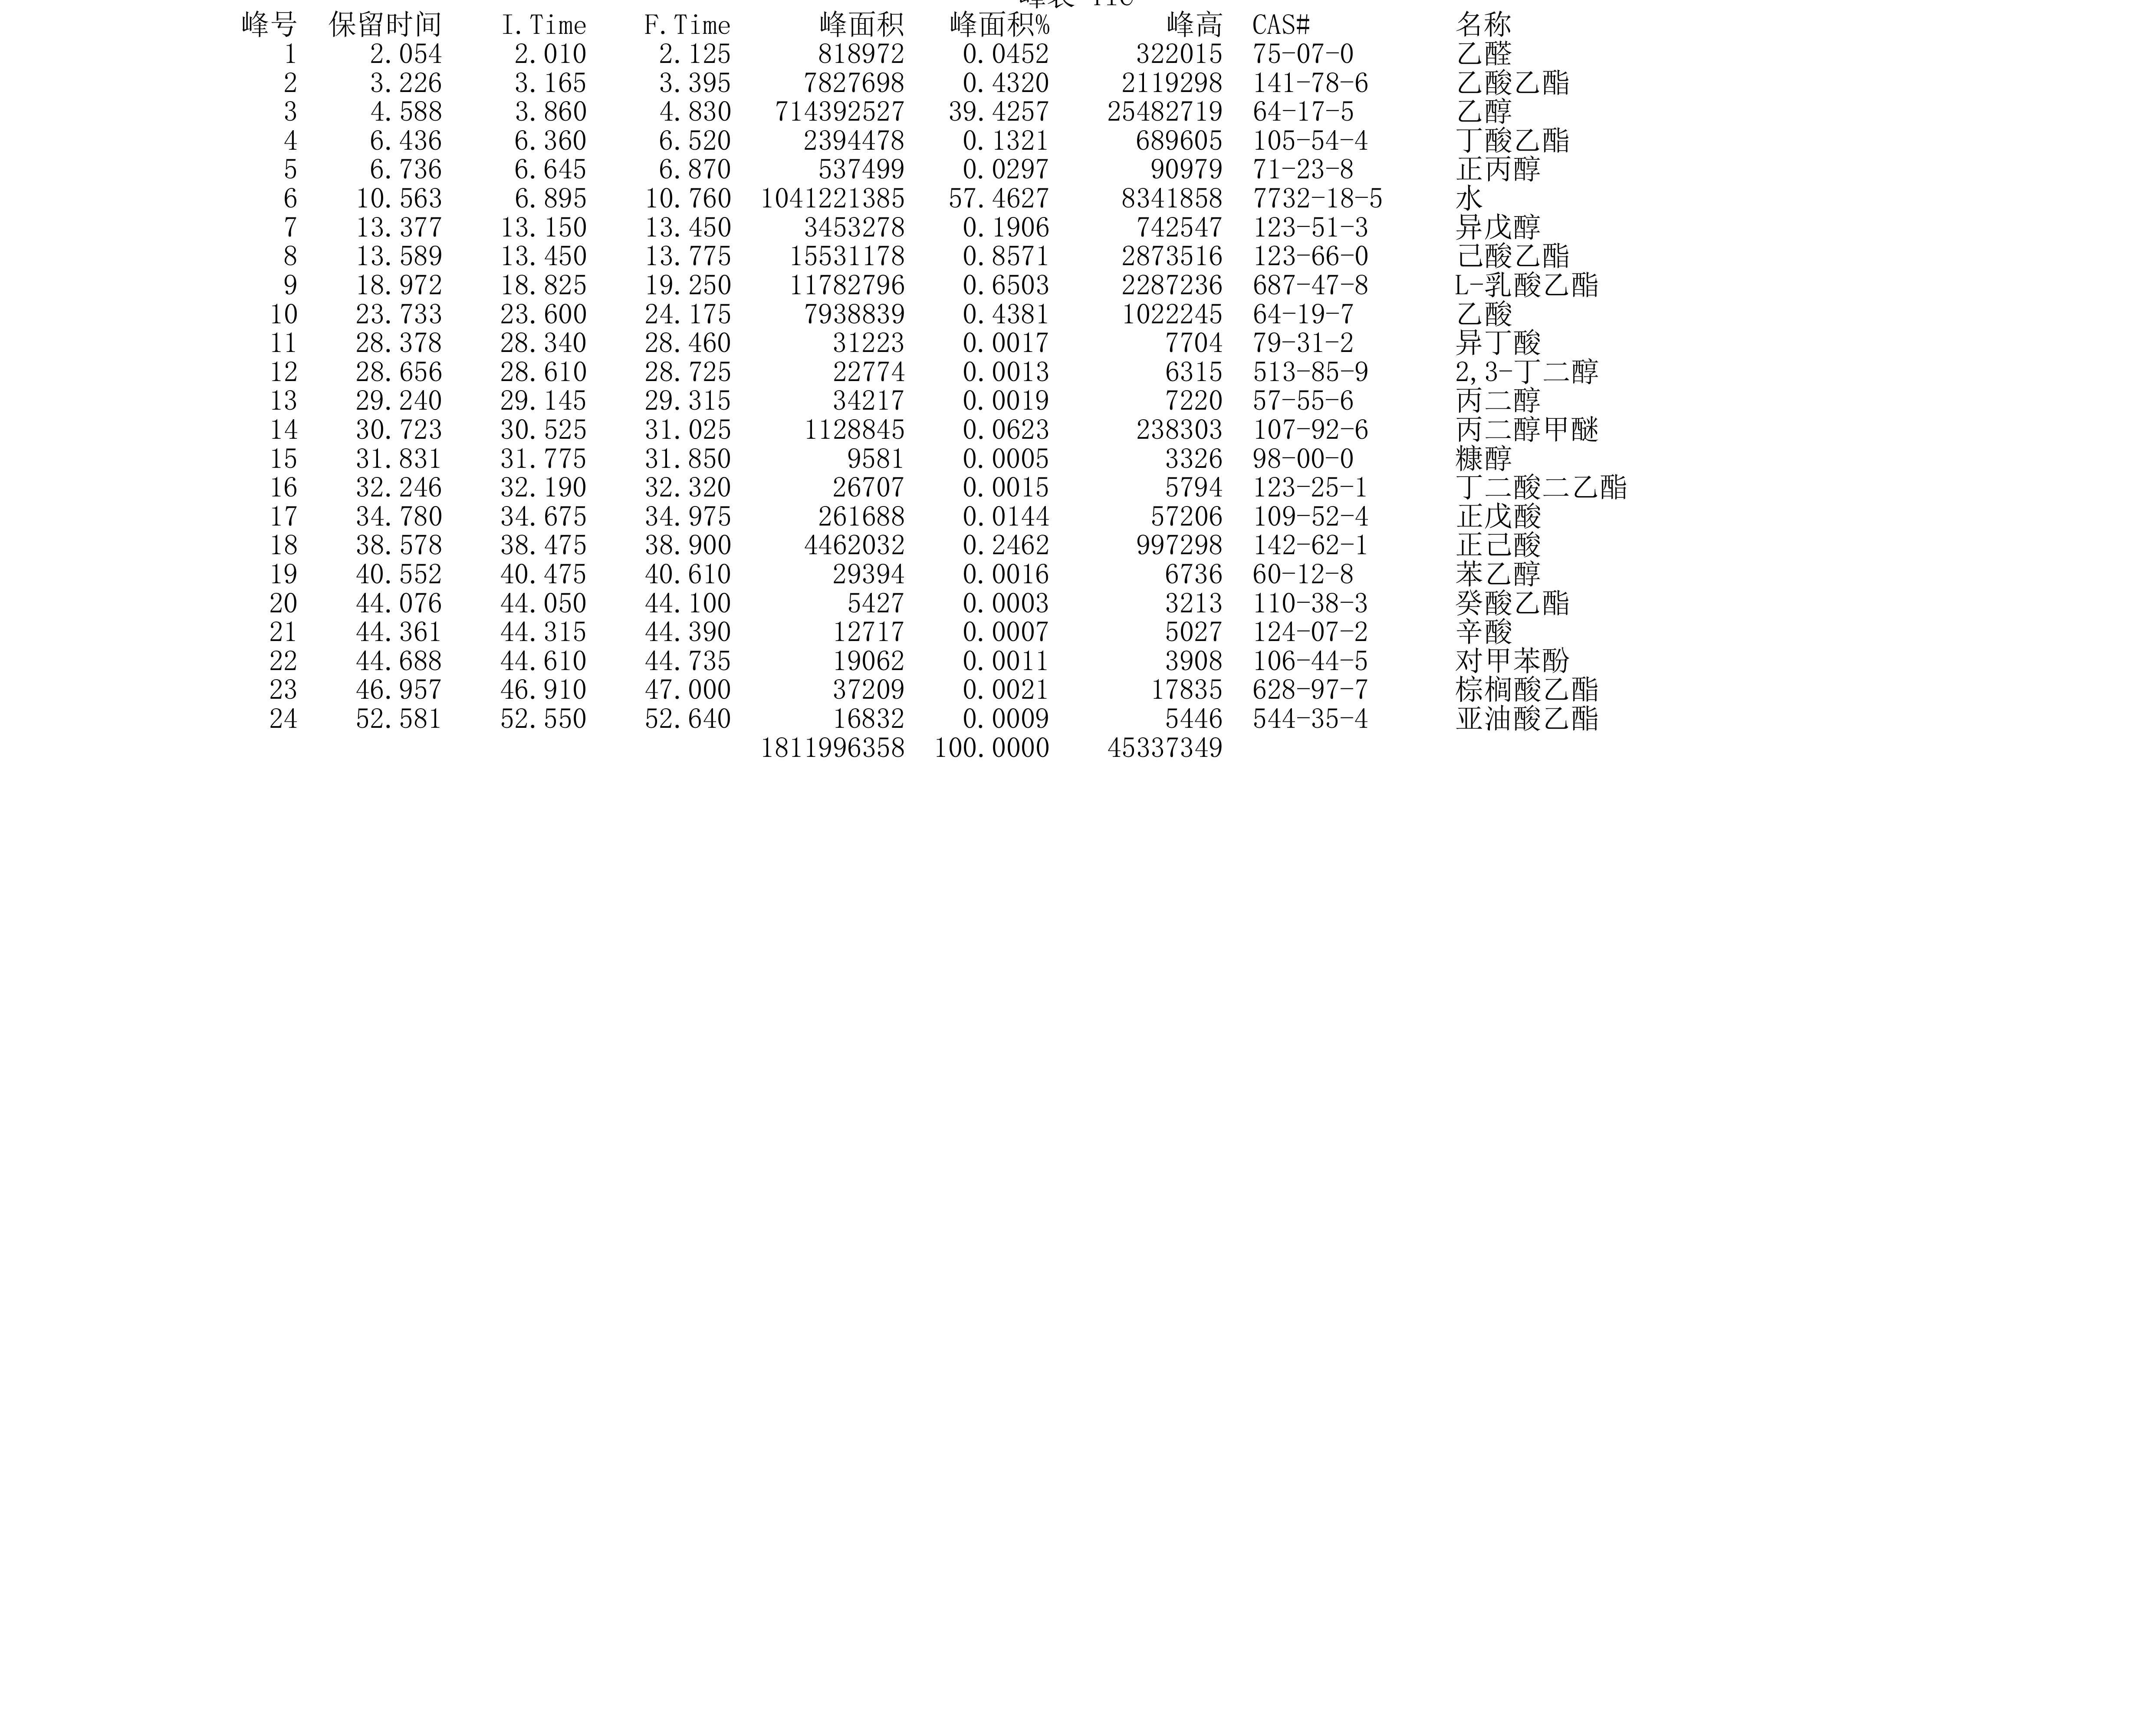 峰表 TIC
峰号 保留时间 I.Time F.Time 峰面积 峰面积% 峰高 CAS# 名称
1 2.054 2.010 2.125 818972 0.0452 322015 75-07-0 乙醛
2 3.226 3.165 3.395 7827698 0.4320 2119298 141-78-6 乙酸乙酯
3 4.588 3.860 4.830 714392527 39.4257 25482719 64-17-5 乙醇
4 6.436 6.360 6.520 2394478 0.1321 689605 105-54-4 丁酸乙酯
5 6.736 6.645 6.870 537499 0.0297 90979 71-23-8 正丙醇
6 10.563 6.895 10.760 1041221385 57.4627 8341858 7732-18-5 水
7 13.377 13.150 13.450 3453278 0.1906 742547 123-51-3 异戊醇
8 13.589 13.450 13.775 15531178 0.8571 2873516 123-66-0 己酸乙酯
9 18.972 18.825 19.250 11782796 0.6503 2287236 687-47-8 L-乳酸乙酯
10 23.733 23.600 24.175 7938839 0.4381 1022245 64-19-7 乙酸
11 28.378 28.340 28.460 31223 0.0017 7704 79-31-2 异丁酸
12 28.656 28.610 28.725 22774 0.0013 6315 513-85-9 2,3-丁二醇
13 29.240 29.145 29.315 34217 0.0019 7220 57-55-6 丙二醇
14 30.723 30.525 31.025 1128845 0.0623 238303 107-92-6 丙二醇甲醚
15 31.831 31.775 31.850 9581 0.0005 3326 98-00-0 糠醇
16 32.246 32.190 32.320 26707 0.0015 5794 123-25-1 丁二酸二乙酯
17 34.780 34.675 34.975 261688 0.0144 57206 109-52-4 正戊酸
18 38.578 38.475 38.900 4462032 0.2462 997298 142-62-1 正己酸
19 40.552 40.475 40.610 29394 0.0016 6736 60-12-8 苯乙醇
20 44.076 44.050 44.100 5427 0.0003 3213 110-38-3 癸酸乙酯
21 44.361 44.315 44.390 12717 0.0007 5027 124-07-2 辛酸
22 44.688 44.610 44.735 19062 0.0011 3908 106-44-5 对甲苯酚
23 46.957 46.910 47.000 37209 0.0021 17835 628-97-7 棕榈酸乙酯
24 52.581 52.550 52.640 16832 0.0009 5446 544-35-4 亚油酸乙酯
1811996358 100.0000 45337349